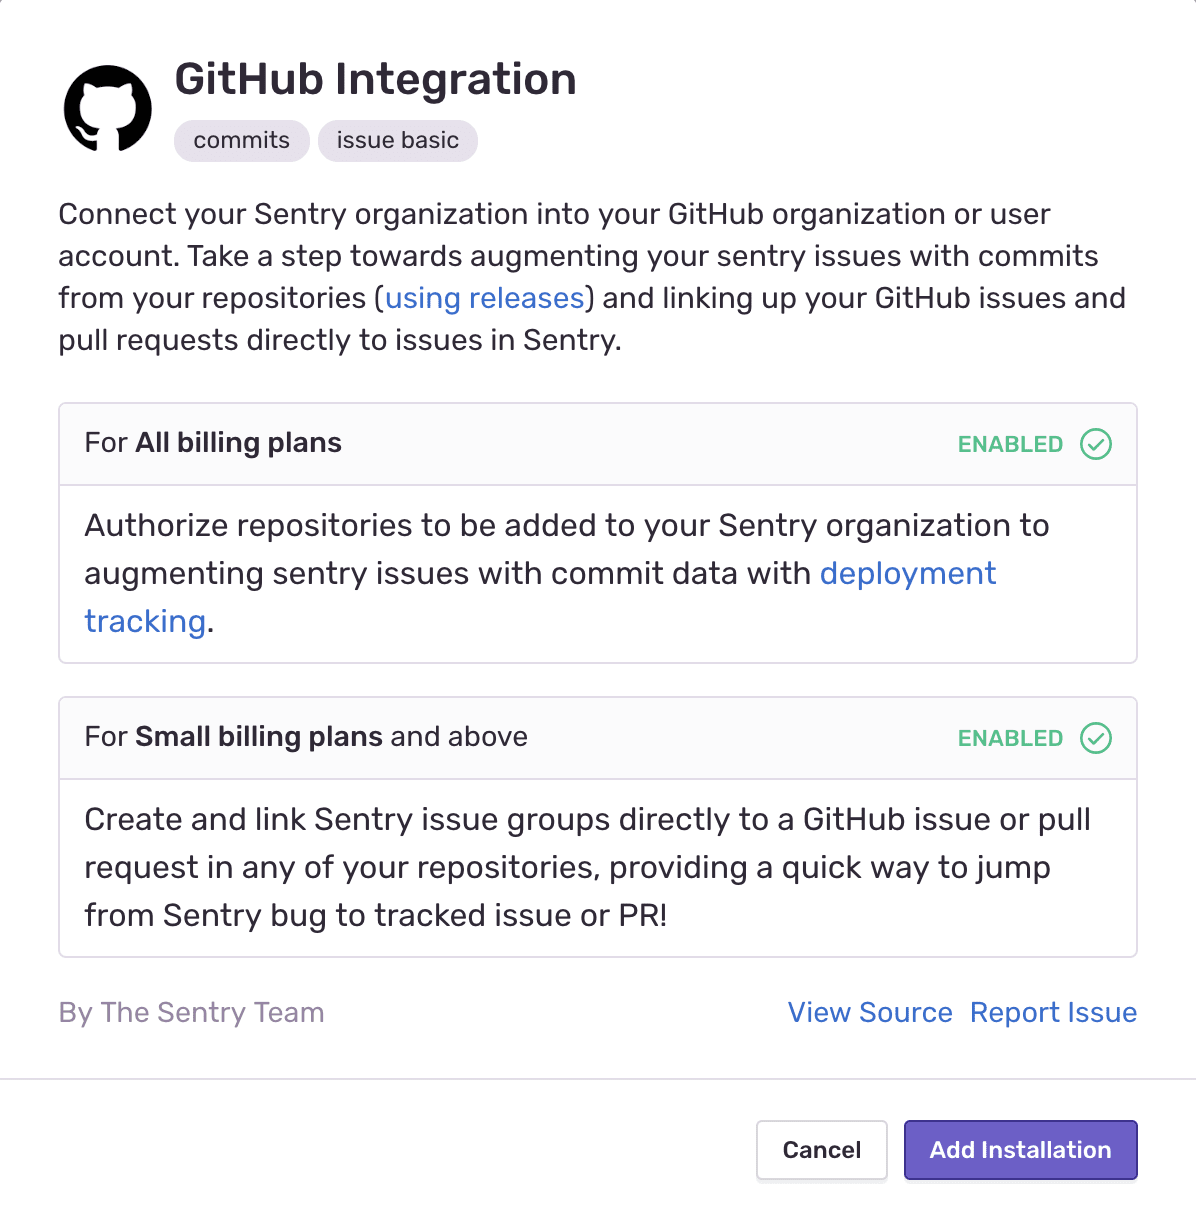 GitHub Integration
commits issue basic
Connect your Sentry organization into your GitHub organization or user
account. Take a step towards augmenting your sentry issues with commits
from your repositories (using releases) and linking up your GitHub issues and
pull requests directly to issues in Sentry.
For All billing plans ENABLED
Authorize repositories to be added to your Sentry organization to
augmenting sentry issues with commit data with deployment
tracking.
For Small billing plans and above ENABLED
Create and link Sentry issue groups directly to a GitHub issue or pull
request in any of your repositories, providing a quick way to jump
from Sentry bug to tracked issue or PR!
By The Sentry Team View Source Report Issue
Cancel Add Installation